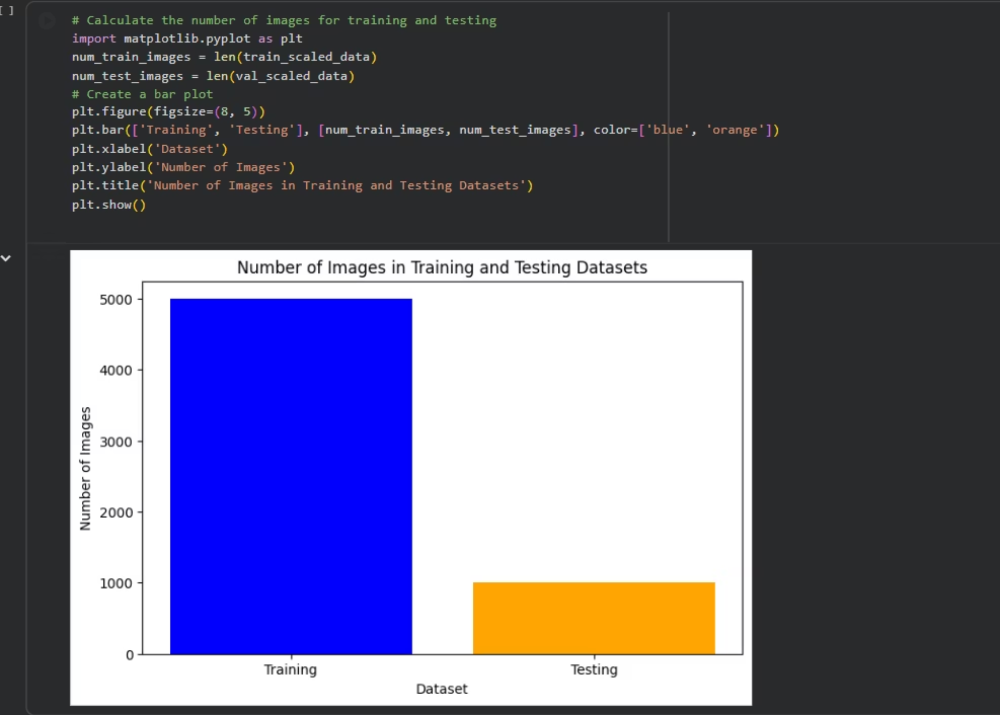 [ ]
# Calculate the number of images for training and testing
import matplotlib.pyplot as plt
num_train_images = len(train_scaled_data)
num_test_images = len(val_scaled_data)
# Create a bar plot
plt.figure(figsize=(8, 5))
plt.bar(['Training', 'Testing'], [num_train_images, num_test_images], color=['blue', 'orange'])
plt.xlabel('Dataset')
plt.ylabel('Number of Images')
plt.title('Number of Images in Training and Testing Datasets')
plt.show()
Number of Images in Training and Testing Datasets
Number of Images
5000
4000
3000
2000
1000
0
Training Testing
Dataset